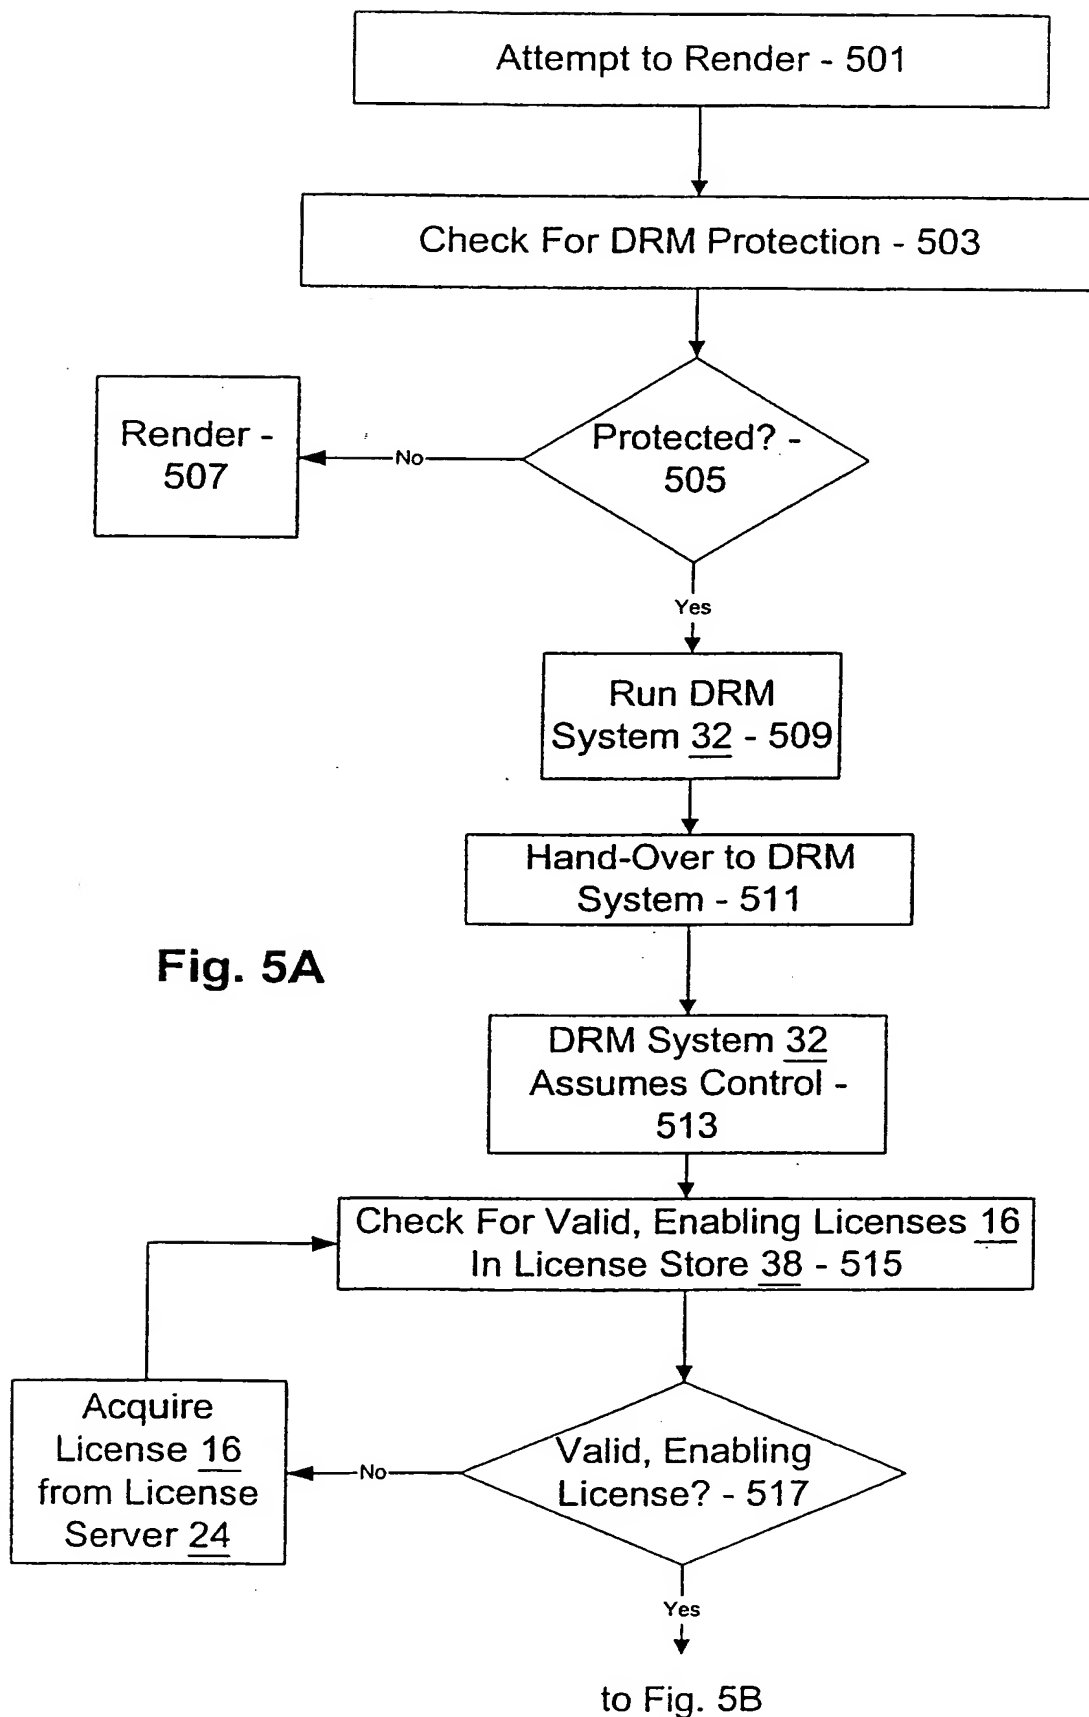 Attempt to Render - 501
Check For DRM Protection - 503
Protected? -
505
No
Render -
507
Yes
Run DRM
System 32 - 509
Hand-Over to DRM
System - 511
Fig. 5A
DRM System 32
Assumes Control -
513
Check For Valid, Enabling Licenses 16
In License Store 38 - 515
Valid, Enabling
License? - 517
No
Acquire
License 16
from License
Server 24
Yes
to Fig. 5B